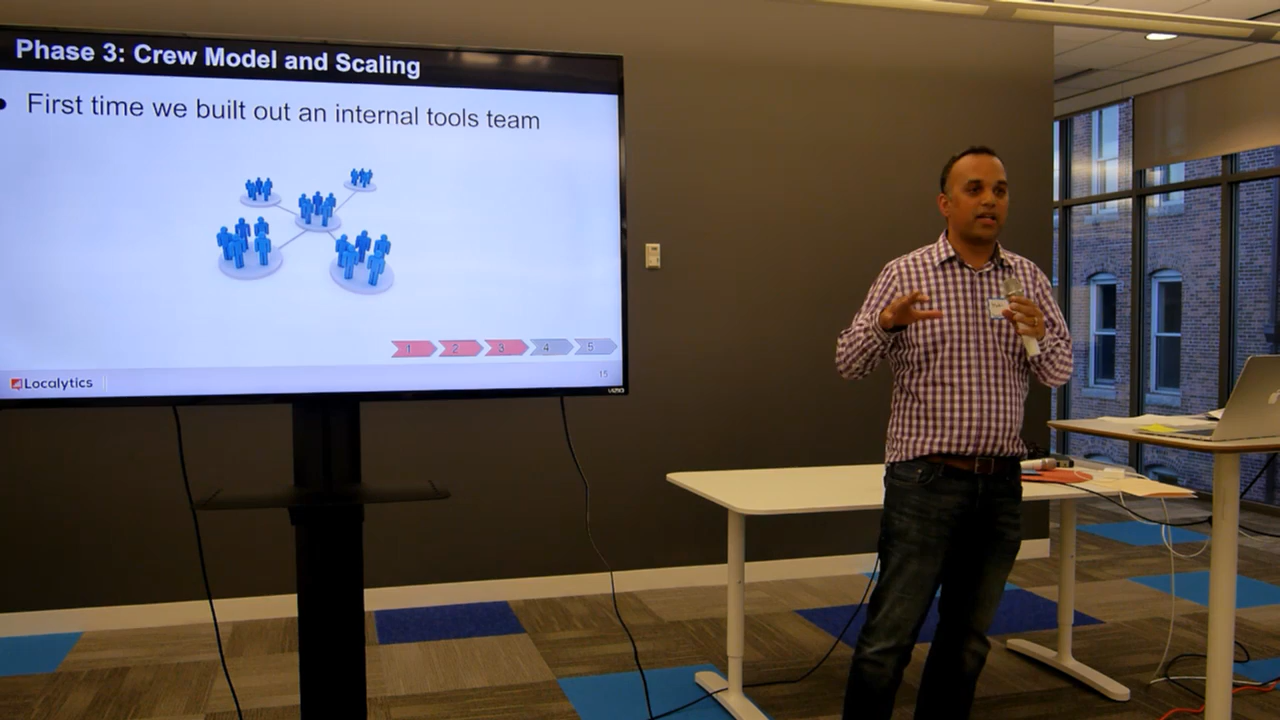 Phase 3: Crew Model and Scaling
• First time we built out an internal tools team
1 2 3 4 5
Localytics
15
VIZIO